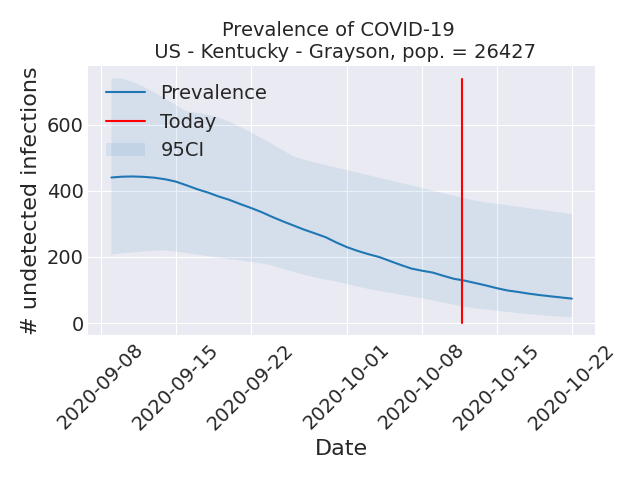 Prevalence of COVID-19
US - Kentucky - Grayson, pop. = 26427
# undetected infections
600
400
200
0
Prevalence
Today
95CI
2020-09-08
2020-09-15
2020-09-22
2020-10-01
2020-10-08
2020-10-15
2020-10-22
Date